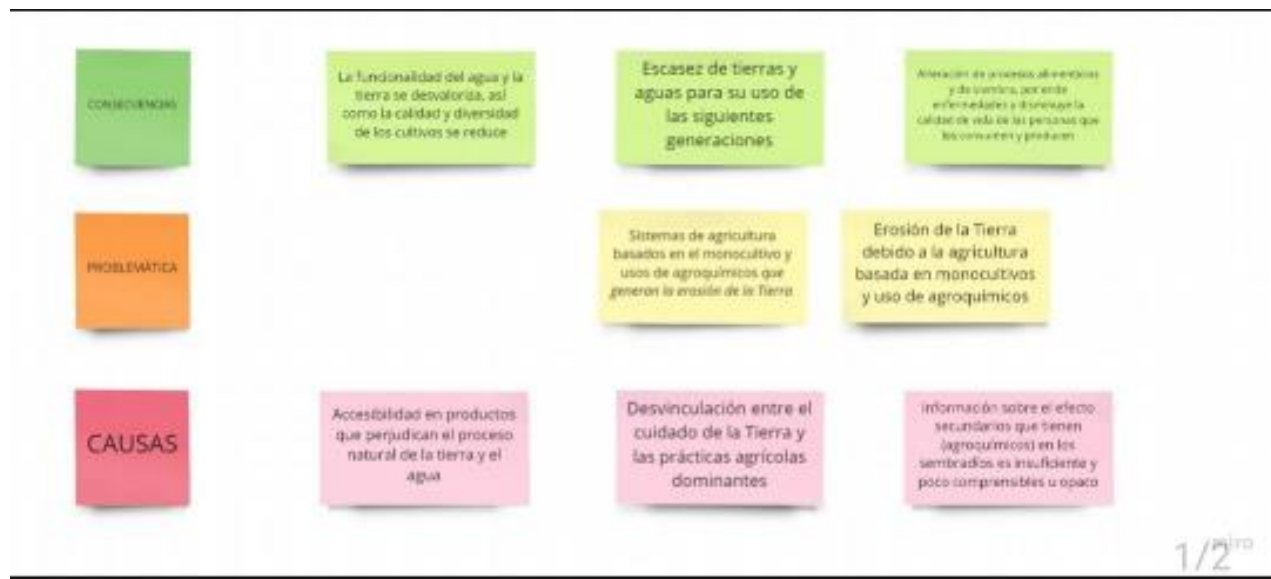 CONSECUENCIAS
La funcionalidad del agua y la
tierra se desvaloriza, así
como la calidad y diversidad
de los cultivos se reduce
Escasez de tierras y
aguas para su uso de
las siguientes
generaciones
Alteración de procesos alimenticios
y de siembra, por ende
enfermedades y disminuye la
calidad de vida de las personas que
los consumen y producen
PROBLEMÁTICA
Sistemas de agricultura
basados en el monocultivo y
usos de agroquímicos que
generan la erosión de la Tierra
Erosión de la Tierra
debido a la agricultura
basada en monocultivos
y uso de agroquímicos
CAUSAS
Accesibilidad en productos
que perjudican el proceso
natural de la tierra y el
agua
Desvinculación entre el
cuidado de la Tierra y
las prácticas agrícolas
dominantes
Información sobre el efecto
secundarios que tienen
(agroquímicos) en los
sembradíos es insuficiente y
poco comprensibles u opaco
miro
1/2